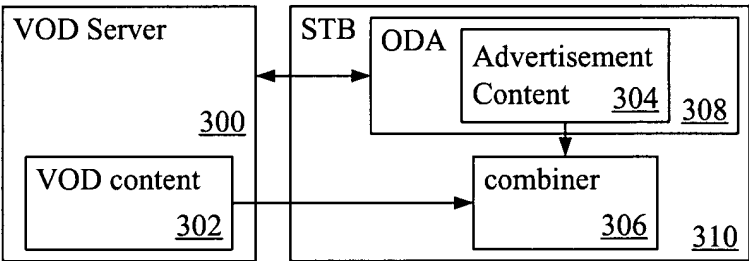 VOD Server
300
VOD content
302
STB
ODA
Advertisement
Content 304
308
combiner
306
310